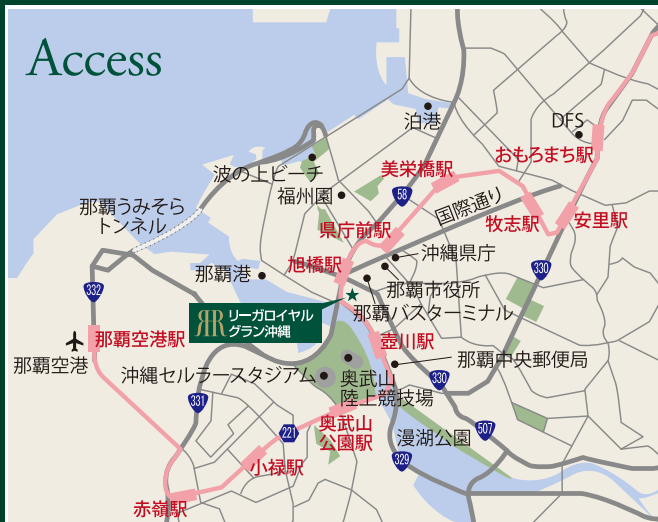 Access
泊港
DFS
おもろまち駅
波の上ビーチ
美栄橋駅
福州園
58
国際通り
那覇うみそら
トンネル
県庁前駅
牧志駅
安里駅
沖縄県庁
旭橋駅
那覇港
330
332
那覇市役所
RR
リーガロイヤル
グラン沖縄
那覇バスターミナル
那覇空港駅
那覇空港
壺川駅
那覇中央郵便局
沖縄セルラースタジアム
奥武山
陸上競技場
330
331
221
奥武山
公園駅
漫湖公園
507
329
小禄駅
赤嶺駅